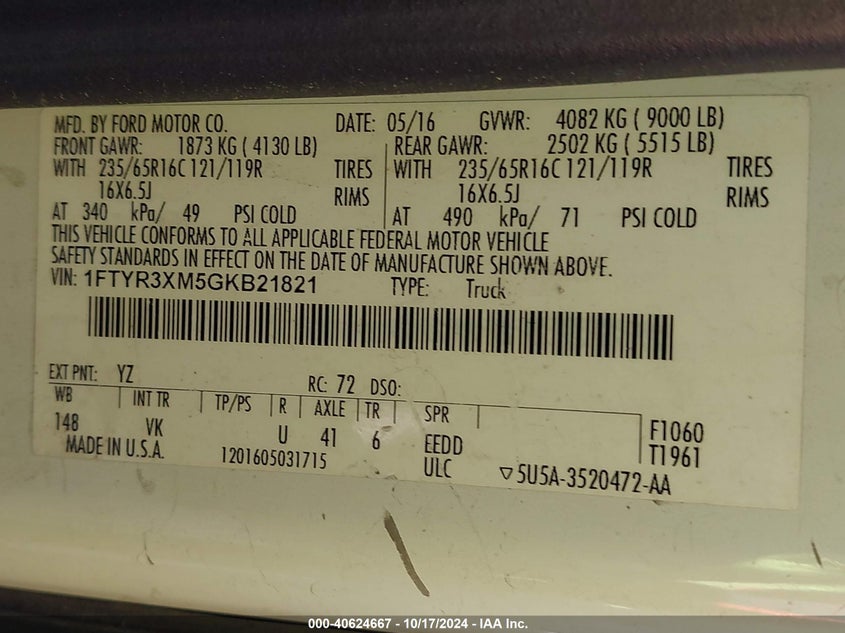 MFD. BY FORD MOTOR CO. DATE: 05/16 GVWR: 4082 KG ( 9000 LB)
FRONT GAWR: 1873 KG ( 4130 LB) REAR GAWR: 2502 KG ( 5515 LB)
WITH 235/65R16C 121/119R TIRES WITH 235/65R16C 121/119R TIRES
16X6.5J RIMS 16X6.5J RIMS
AT 340 kPa/ 49 PSI COLD AT 490 kPa/ 71 PSI COLD
THIS VEHICLE CONFORMS TO ALL APPLICABLE FEDERAL MOTOR VEHICLE
SAFETY STANDARDS IN EFFECT ON THE DATE OF MANUFACTURE SHOWN ABOVE.
VIN: 1FTYR3XM5GKB21821 TYPE: Truck
EXT PNT: YZ RC: 72 DSO:
WB INT TR TP/PS R AXLE TR SPR
148 VK U 41 6 EEDD F1060
MADE IN U.S.A. 1201605031715 ULC T1961
▽5U5A-3520472-AA
000-40624667 - 10/17/2024 - IAA Inc.